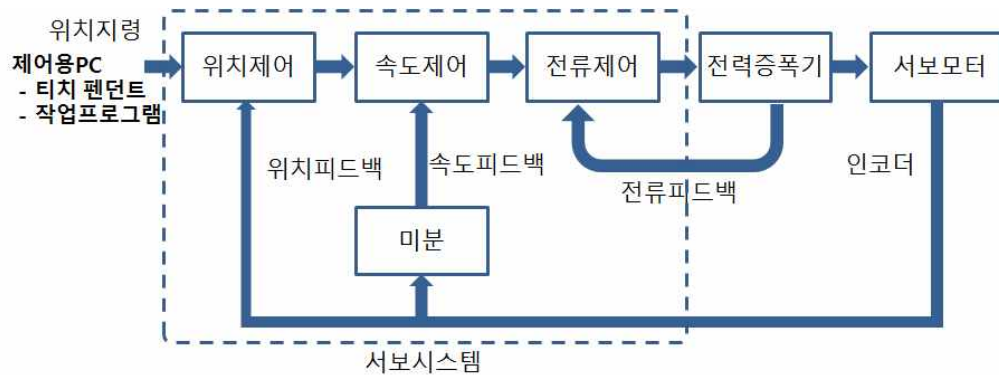 위치지령
제어용PC
- 티치 펜던트
- 작업프로그램
위치제어
속도제어
전류제어
전력증폭기
서보모터
위치피드백
속도피드백
전류피드백
인코더
미분
서보시스템